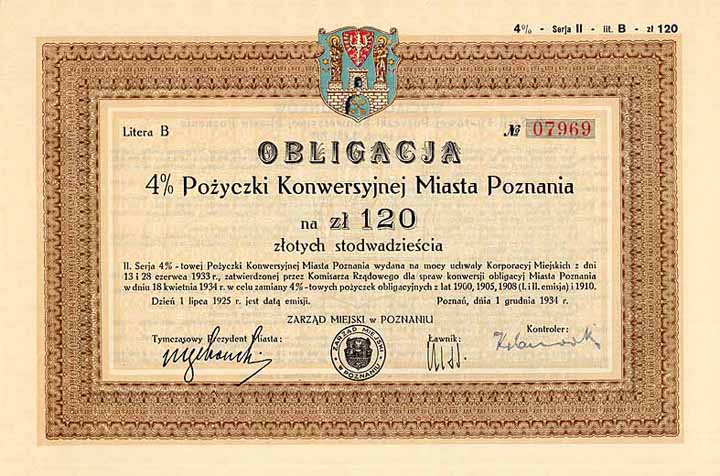 4% - Serja II - lit. B - zł 120
Litera B
№ 07969
OBLIGACJA
4% Pożyczki Konwersyjnej Miasta Poznania
na zł 120
złotych stodwadzieścia
II. Serja 4%-towej Pożyczki Konwersyjnej Miasta Poznania wydana na mocy uchwały Korporacyj Miejskich z dni
13 i 28 czerwca 1933 r., zatwierdzonej przez Komisarza Rządowego dla spraw konwersji obligacyj Miasta Poznania
w dniu 18 kwietnia 1934 r. w celu zamiany 4%-towych pożyczek obligacyjnych z lat 1900, 1905, 1908 (I. i II. emisja) i 1910.
Dzień 1 lipca 1925 r. jest datą emisji.
Poznań, dnia 1 grudnia 1934 r.
ZARZĄD MIEJSKI w POZNANIU
Tymczasowy Prezydent Miasta:
Ławnik:
Kontroler:
ZARZĄD MIEJSKI
w POZNANIU